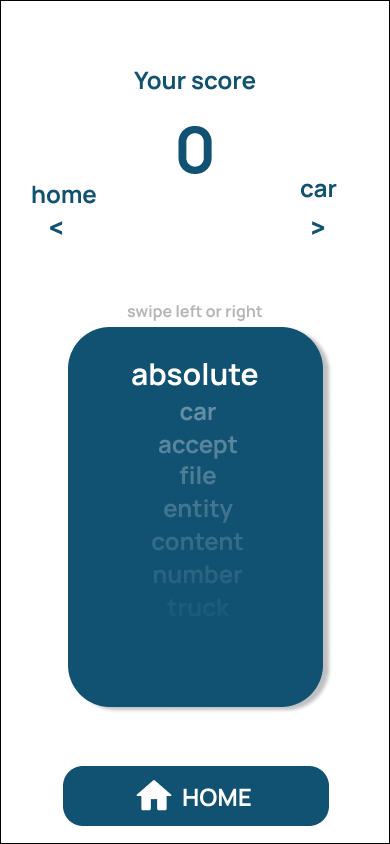 Your score
0
home
car
<
>
swipe left or right
absolute
car
accept
file
entity
content
number
truck
HOME